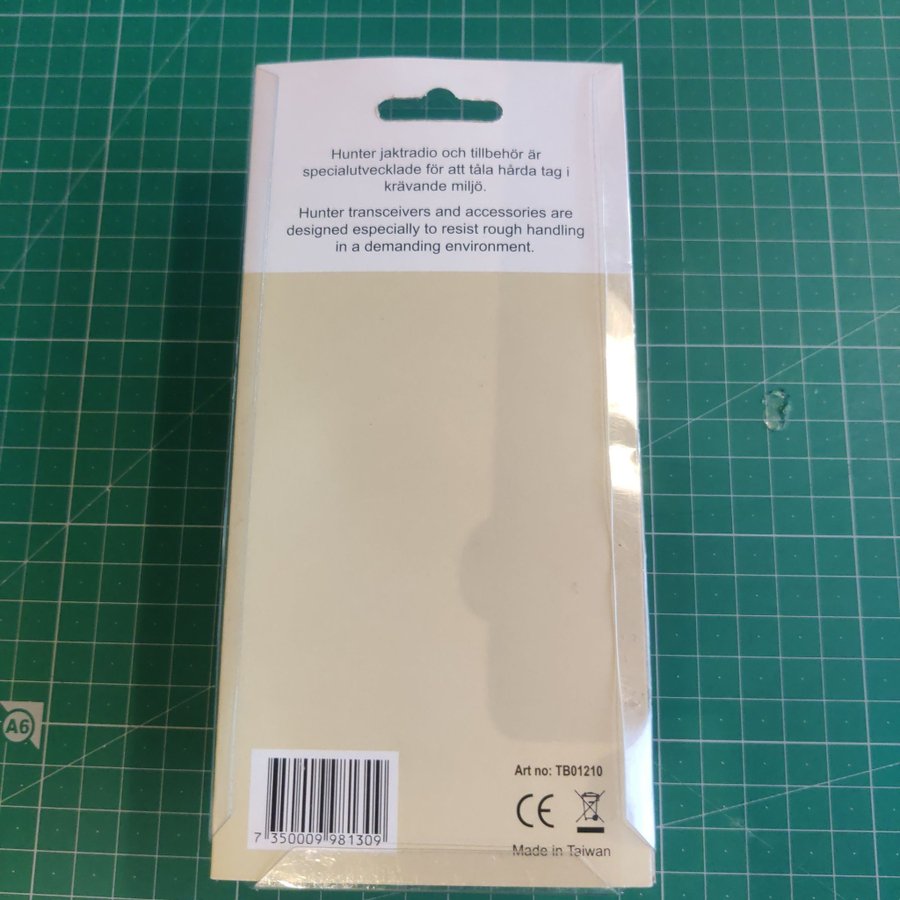 Hunter jaktradio och tillbehör är
specialutvecklade för att tåla hårda tag i
krävande miljö.
Hunter transceivers and accessories are
designed especially to resist rough handling
in a demanding environment.
A6
Art no: TB01210
CE
7 350009 981309
Made in Taiwan